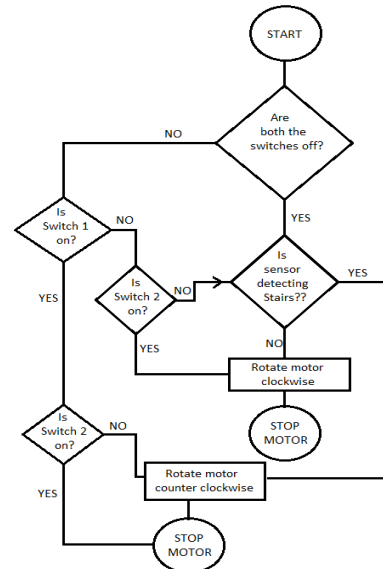 START
Are
both the
switches off?
NO
YES
Is
Switch 1
on?
NO
YES
Is
Switch 2
on?
NO
YES
Is
sensor
detecting
Stairs??
YES
NO
Rotate motor
clockwise
STOP
MOTOR
Is
Switch 2
on?
NO
YES
Rotate motor
counter clockwise
STOP
MOTOR